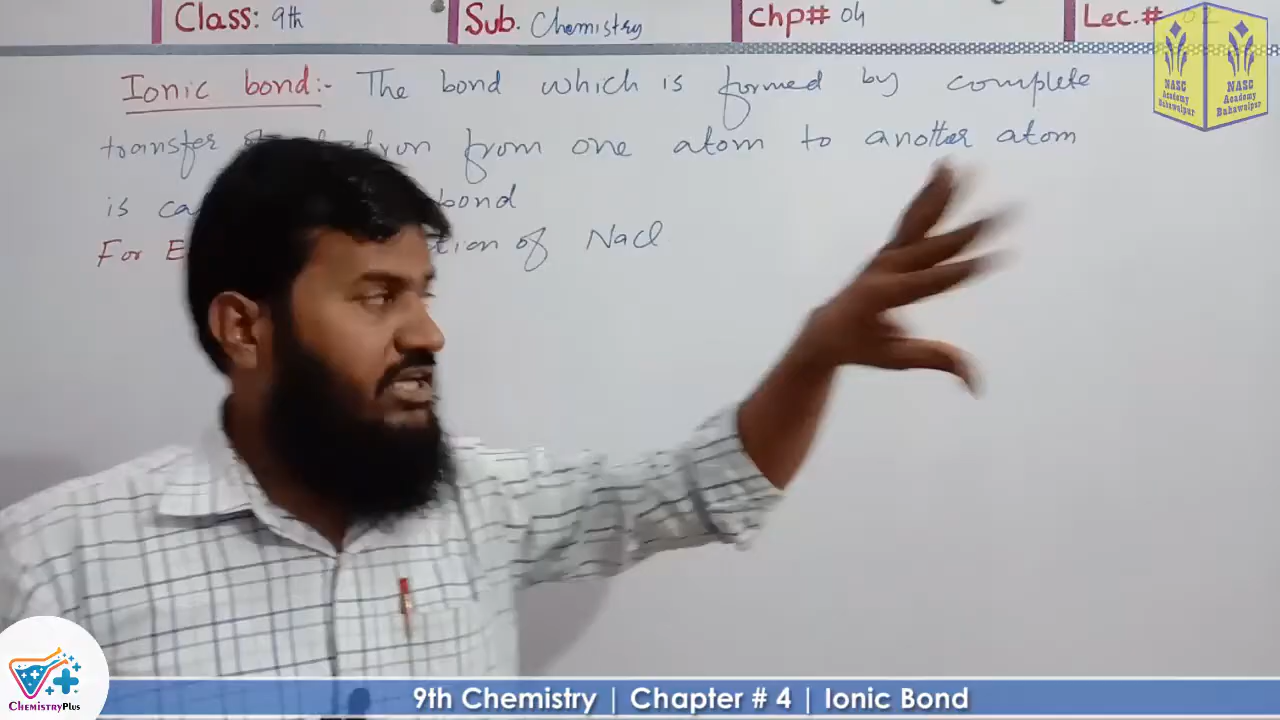 Class: 9th Sub. Chemistry Chp# 04 Lec.#
Ionic bond:- The bond which is formed by complete
transfer from one atom to another atom
is bond
For of NaCl
NASC
Academy
Bahawalpur
NASC
Academy
Bahawalpur
ChemistryPlus
9th Chemistry | Chapter # 4 | Ionic Bond